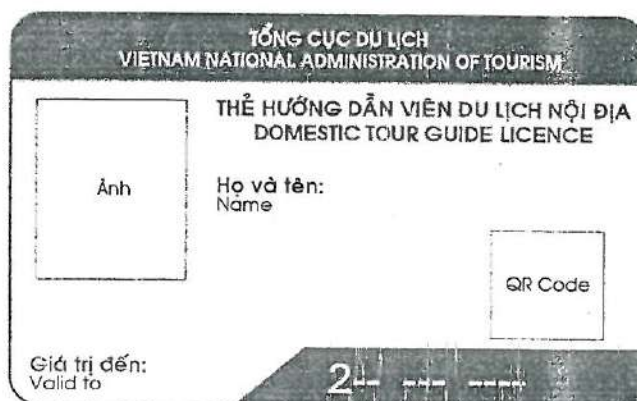 TỔNG CỤC DU LỊCH
VIETNAM NATIONAL ADMINISTRATION OF TOURISM
THẺ HƯỚNG DẪN VIÊN DU LỊCH NỘI ĐỊA
DOMESTIC TOUR GUIDE LICENCE
Ảnh
Họ và tên:
Name
QR Code
Giá trị đến:
Valid to
2-- --- ----